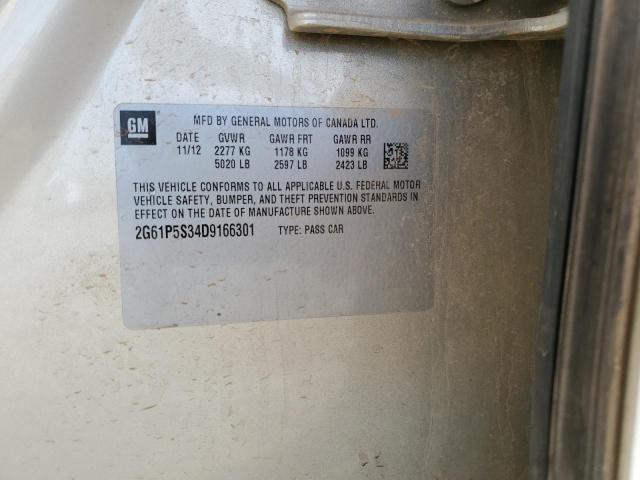 GM
MFD BY GENERAL MOTORS OF CANADA LTD.
DATE GVWR GAWR FRT GAWR RR
11/12 2277 KG 1178 KG 1099 KG
5020 LB 2597 LB 2423 LB
THIS VEHICLE CONFORMS TO ALL APPLICABLE U.S. FEDERAL MOTOR
VEHICLE SAFETY, BUMPER, AND THEFT PREVENTION STANDARDS IN
EFFECT ON THE DATE OF MANUFACTURE SHOWN ABOVE.
2G61P5S34D9166301 TYPE: PASS CAR